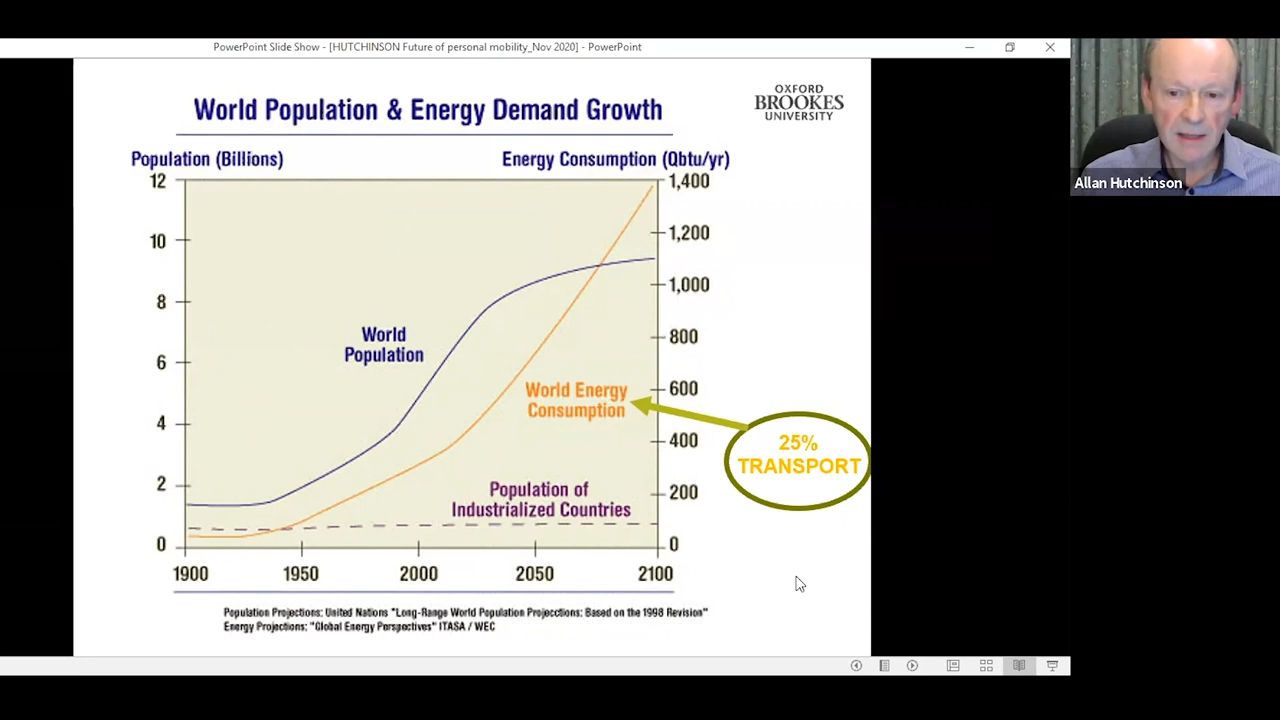 PowerPoint Slide Show - [HUTCHINSON Future of personal mobility_Nov 2020] - PowerPoint
OXFORD
BROOKES
UNIVERSITY
World Population & Energy Demand Growth
Population (Billions)
Energy Consumption (Qbtu/yr)
12
10
8
6
4
2
0
1,400
1,200
1,000
800
600
400
200
0
World
Population
World Energy
Consumption
25%
TRANSPORT
Population of
Industrialized Countries
1900
1950
2000
2050
2100
Population Projections: United Nations "Long-Range World Population Projecctions: Based on the 1998 Revision"
Energy Projections: "Global Energy Perspectives" ITASA / WEC
Allan Hutchinson